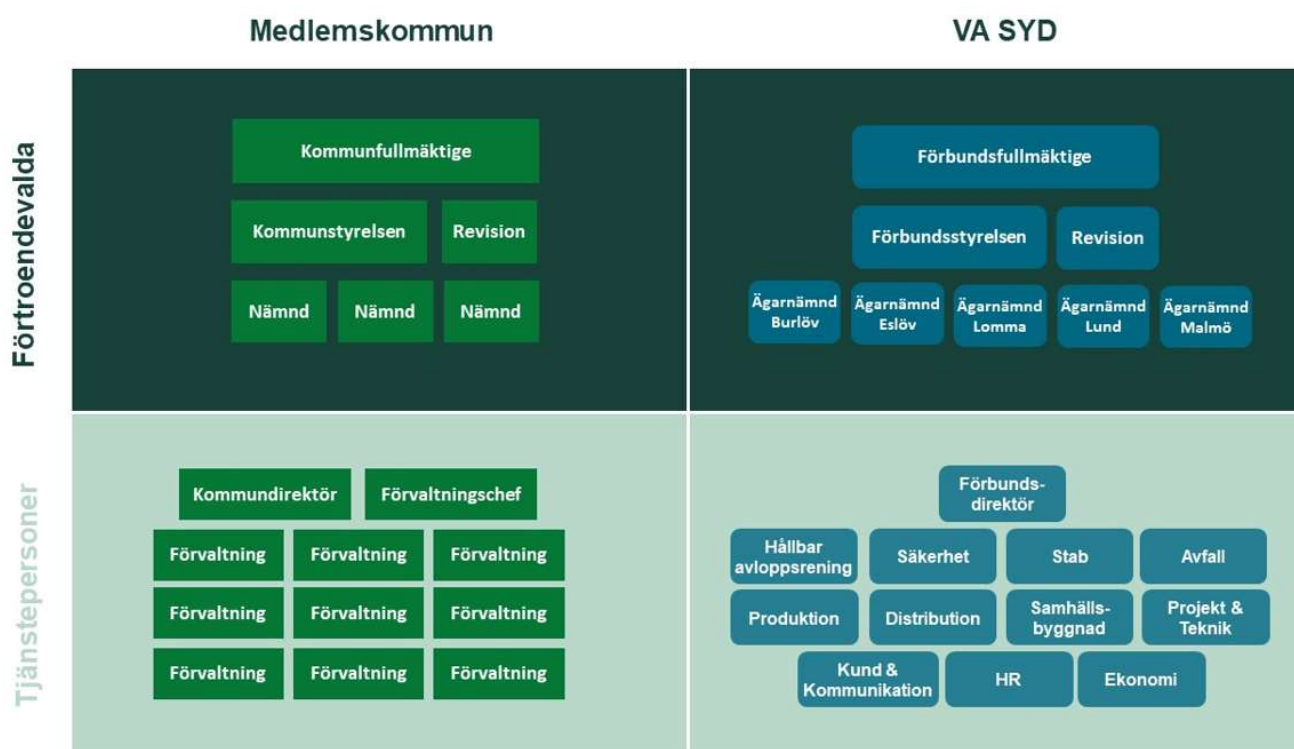 Medlemskommun
VA SYD
Förtroendevalda
Kommunfullmäktige
Kommunstyrelsen
Revision
Nämnd
Nämnd
Nämnd
Förbundsfullmäktige
Förbundsstyrelsen
Revision
Ägarnämnd
Burlöv
Ägarnämnd
Eslöv
Ägarnämnd
Lomma
Ägarnämnd
Lund
Ägarnämnd
Malmö
Tjänstepersoner
Kommundirektör
Förvaltningschef
Förvaltning
Förvaltning
Förvaltning
Förvaltning
Förvaltning
Förvaltning
Förvaltning
Förvaltning
Förvaltning
Förbunds-
direktör
Hållbar
avloppsrening
Säkerhet
Stab
Avfall
Produktion
Distribution
Samhälls-
byggnad
Projekt &
Teknik
Kund &
Kommunikation
HR
Ekonomi